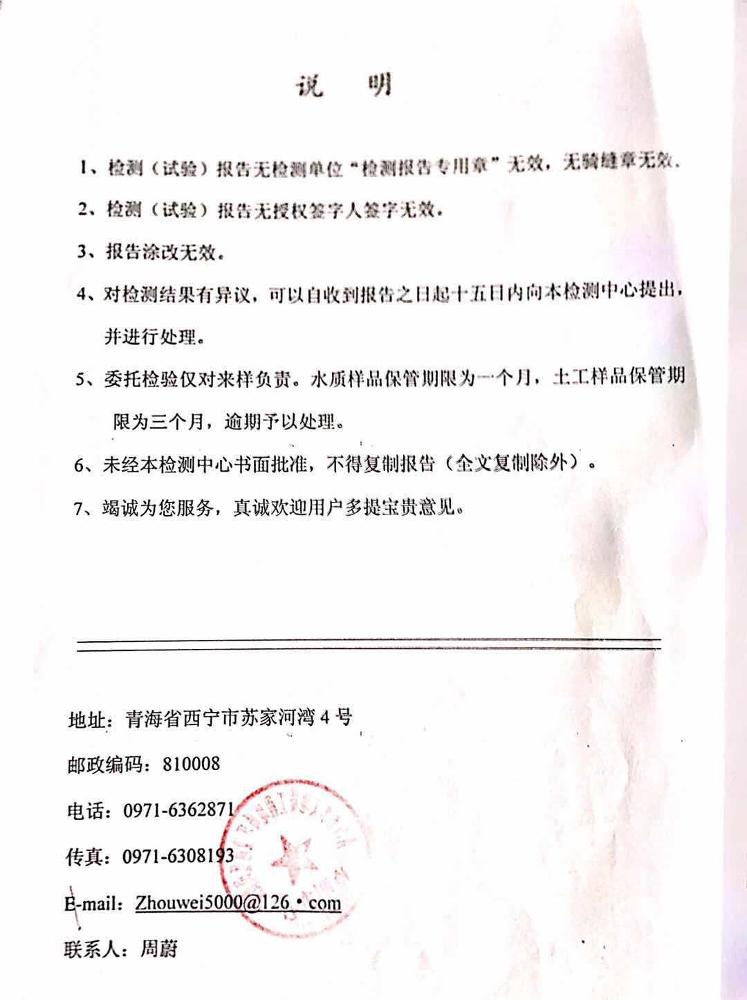 说 明
1、检测（试验）报告无检测单位“检测报告专用章”无效，无骑缝章无效.
2、检测（试验）报告无授权签字人签字无效。
3、报告涂改无效。
4、对检测结果有异议，可以自收到报告之日起十五日内向本检测中心提出，
并进行处理。
5、委托检验仅对来样负责。水质样品保管期限为一个月，土工样品保管期
限为三个月，逾期予以处理。
6、未经本检测中心书面批准，不得复制报告（全文复制除外）。
7、竭诚为您服务，真诚欢迎用户多提宝贵意见。
地址：青海省西宁市苏家河湾 4 号
邮政编码：810008
电话：0971-6362871
传真：0971-6308193
E-mail：Zhouwei5000@126·com
联系人：周蔚